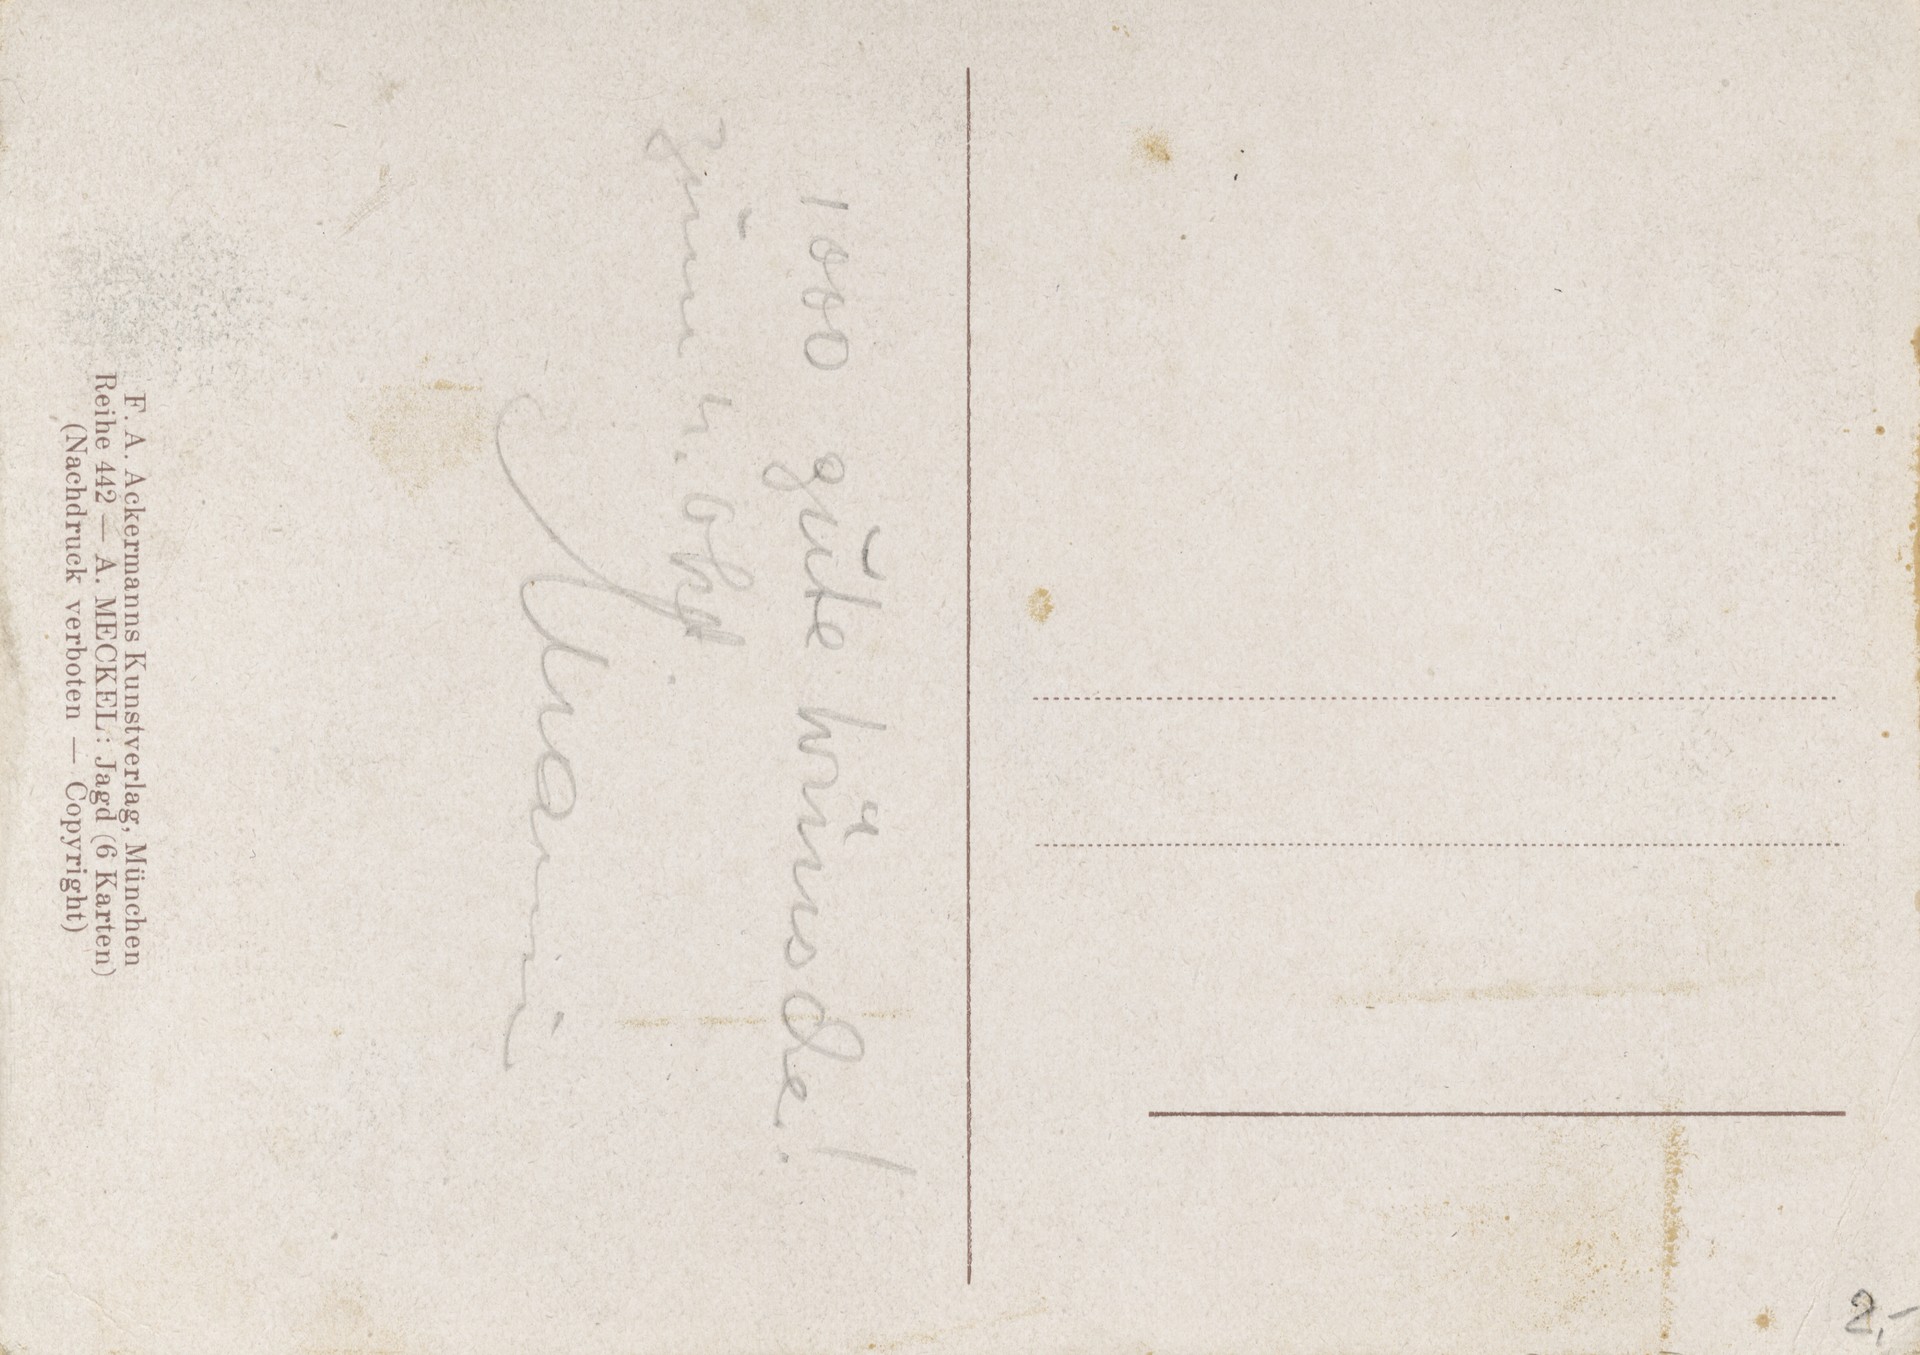 1000 gute Wünsche!
zum 4. Okt.
Mami
F. A. Ackermanns Kunstverlag, München
Reihe 442 — A. MECKEL: Jagd (6 Karten)
(Nachdruck verboten — Copyright)
2,-